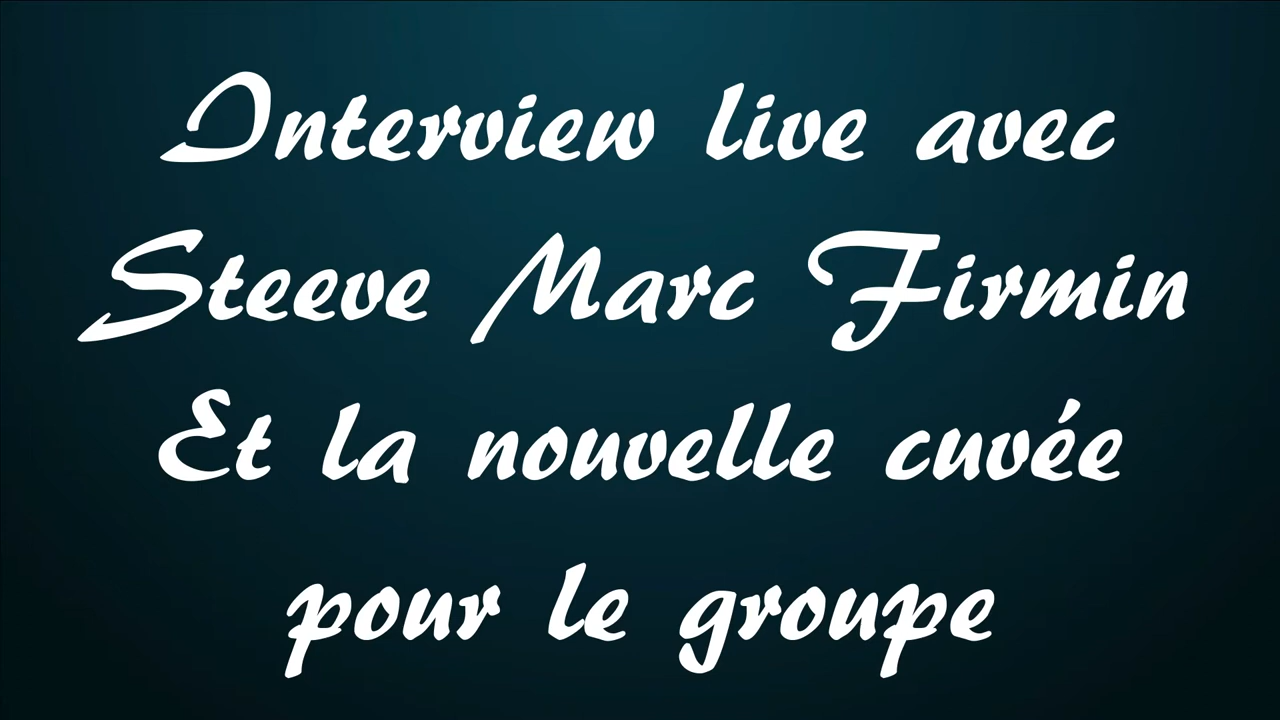 Interview live avec
Steeve Marc Firmin
Et la nouvelle cuvée
pour le groupe